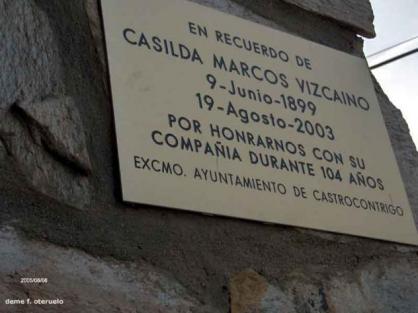 EN RECUERDO DE
CASILDA MARCOS VIZCAINO
9-Junio-1899
19-Agosto-2003
POR HONRARNOS CON SU
COMPAÑIA DURANTE 104 AÑOS
EXCMO. AYUNTAMIENTO DE CASTROCONTRIGO
2005/08/08
deme f. oteruelo